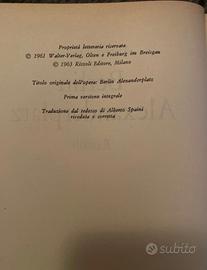 Proprietà letteraria riservata
© 1961 Walter-Verlag, Olten e Freiburg im Breisgau
© 1963 Rizzoli Editore, Milano
Titolo originale dell'opera: Berlin Alexanderplatz
Prima versione integrale
Traduzione dal tedesco di Alberto Spaini
riveduta e corretta
subito